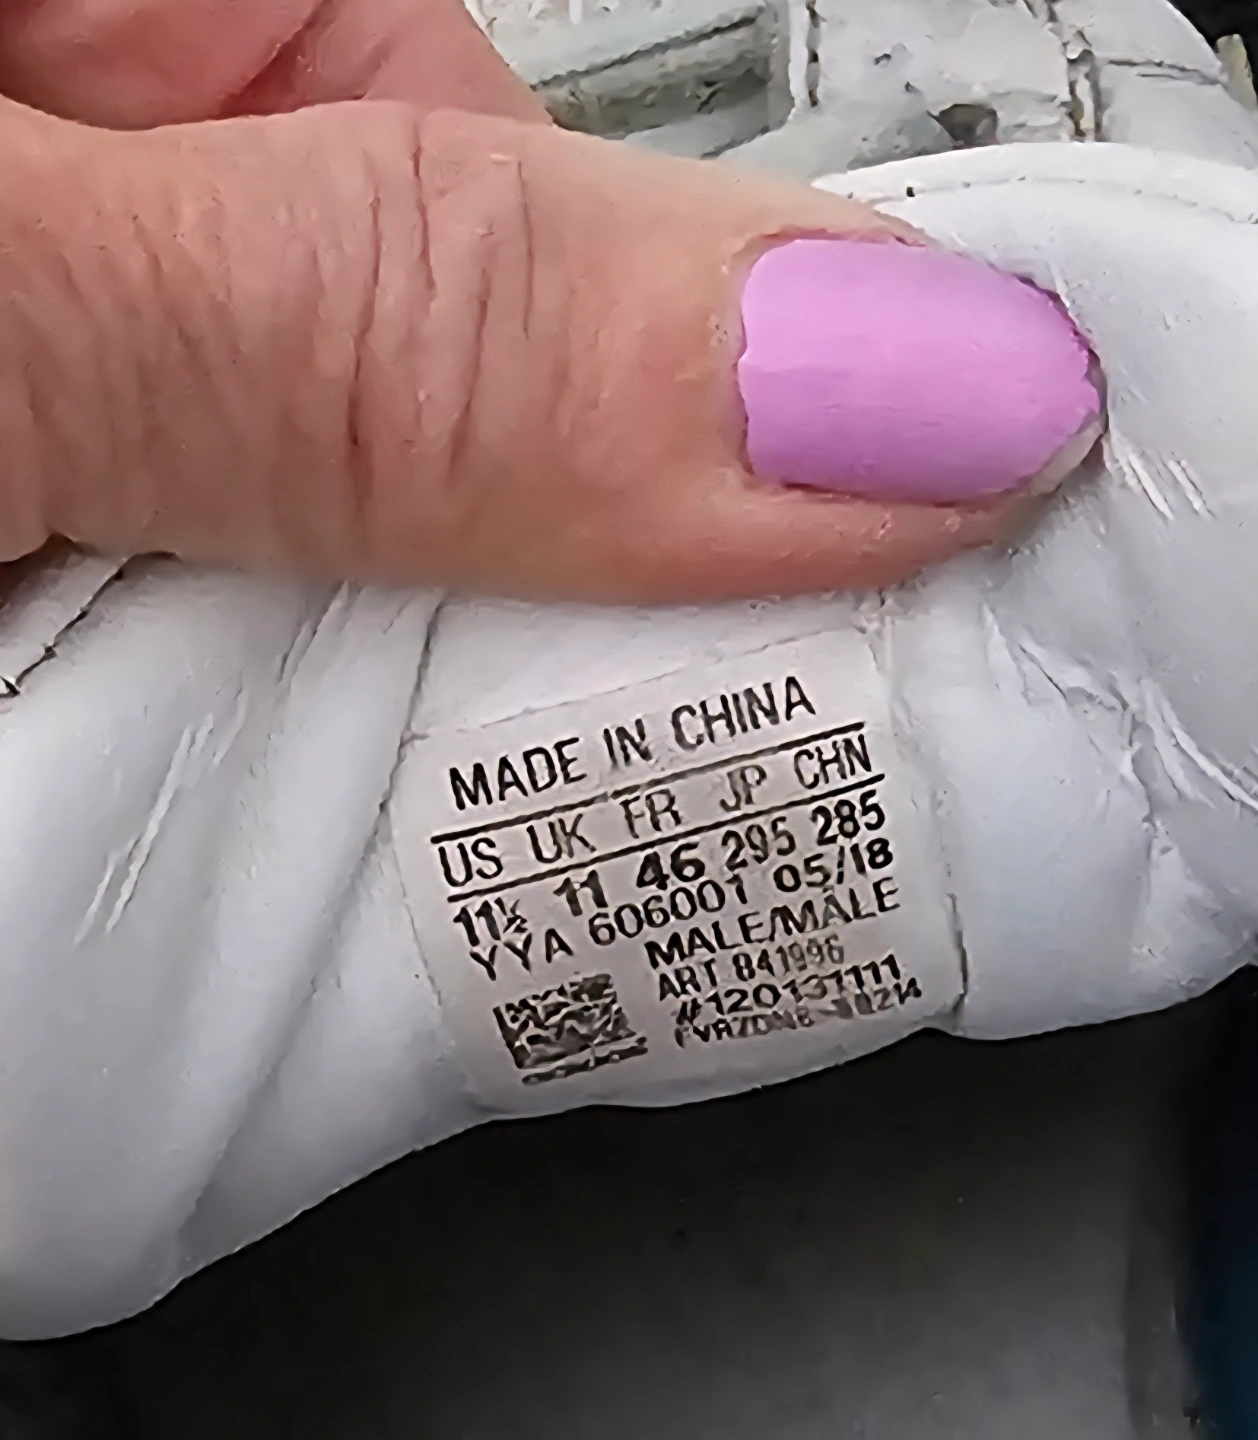 MADE IN CHINA
US UK FR JP CHN
11½ 11 46 295 285
YYA 606001 05/18
MALE/MÂLE
ART 841996
#120131111